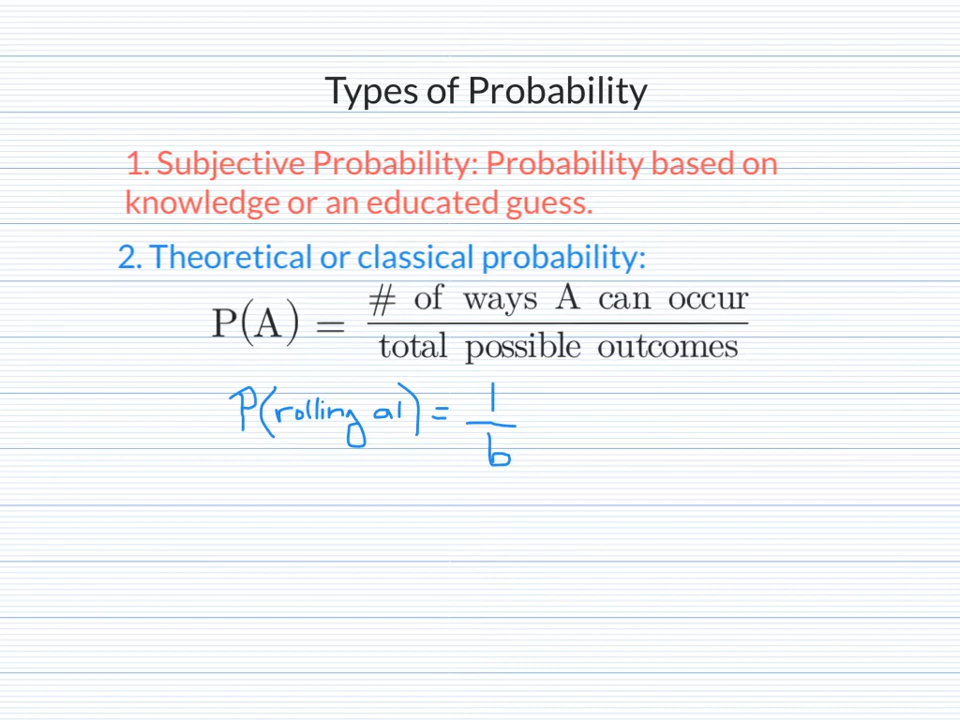 Types of Probability
1. Subjective Probability: Probability based on
knowledge or an educated guess.
2. Theoretical or classical probability:
P(A) = # of ways A can occur / total possible outcomes
P(rolling a 1) = 1 / 6